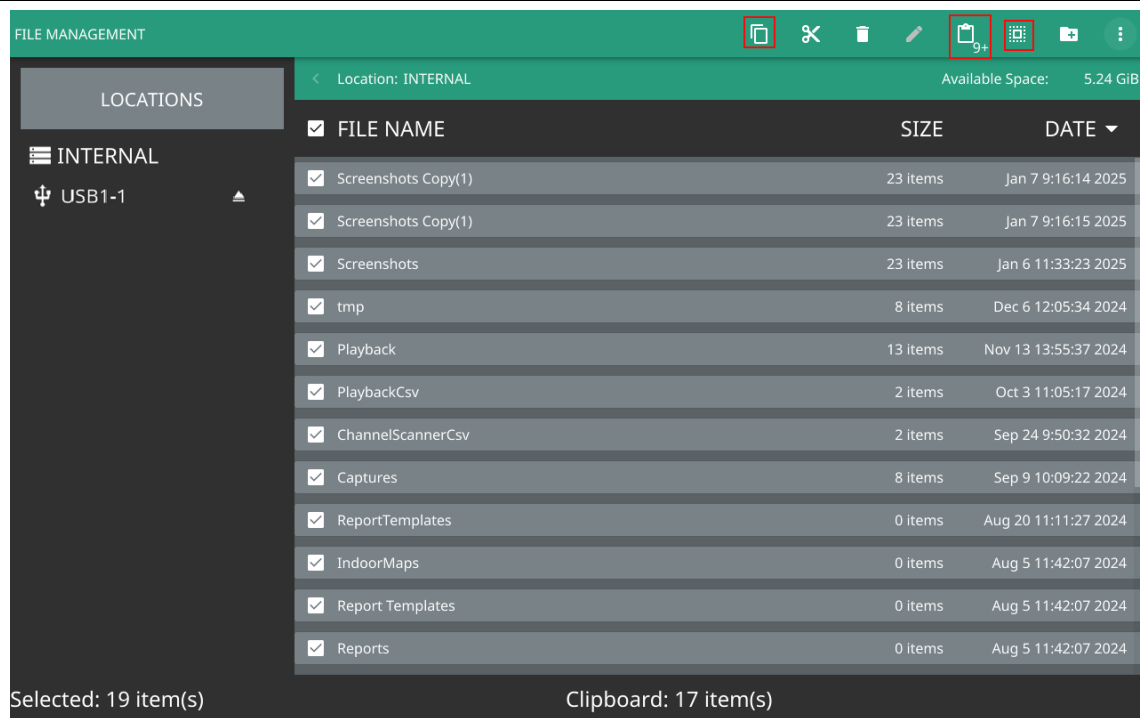 FILE MANAGEMENT
9+
LOCATIONS
INTERNAL
USB1-1
Location: INTERNAL Available Space: 5.24 GiB
FILE NAME SIZE DATE
Screenshots Copy(1) 23 items Jan 7 9:16:14 2025
Screenshots Copy(1) 23 items Jan 7 9:16:15 2025
Screenshots 23 items Jan 6 11:33:23 2025
tmp 8 items Dec 6 12:05:34 2024
Playback 13 items Nov 13 13:55:37 2024
PlaybackCsv 2 items Oct 3 11:05:17 2024
ChannelScannerCsv 2 items Sep 24 9:50:32 2024
Captures 8 items Sep 9 10:09:22 2024
ReportTemplates 0 items Aug 20 11:11:27 2024
IndoorMaps 0 items Aug 5 11:42:07 2024
Report Templates 0 items Aug 5 11:42:07 2024
Reports 0 items Aug 5 11:42:07 2024
Selected: 19 item(s) Clipboard: 17 item(s)